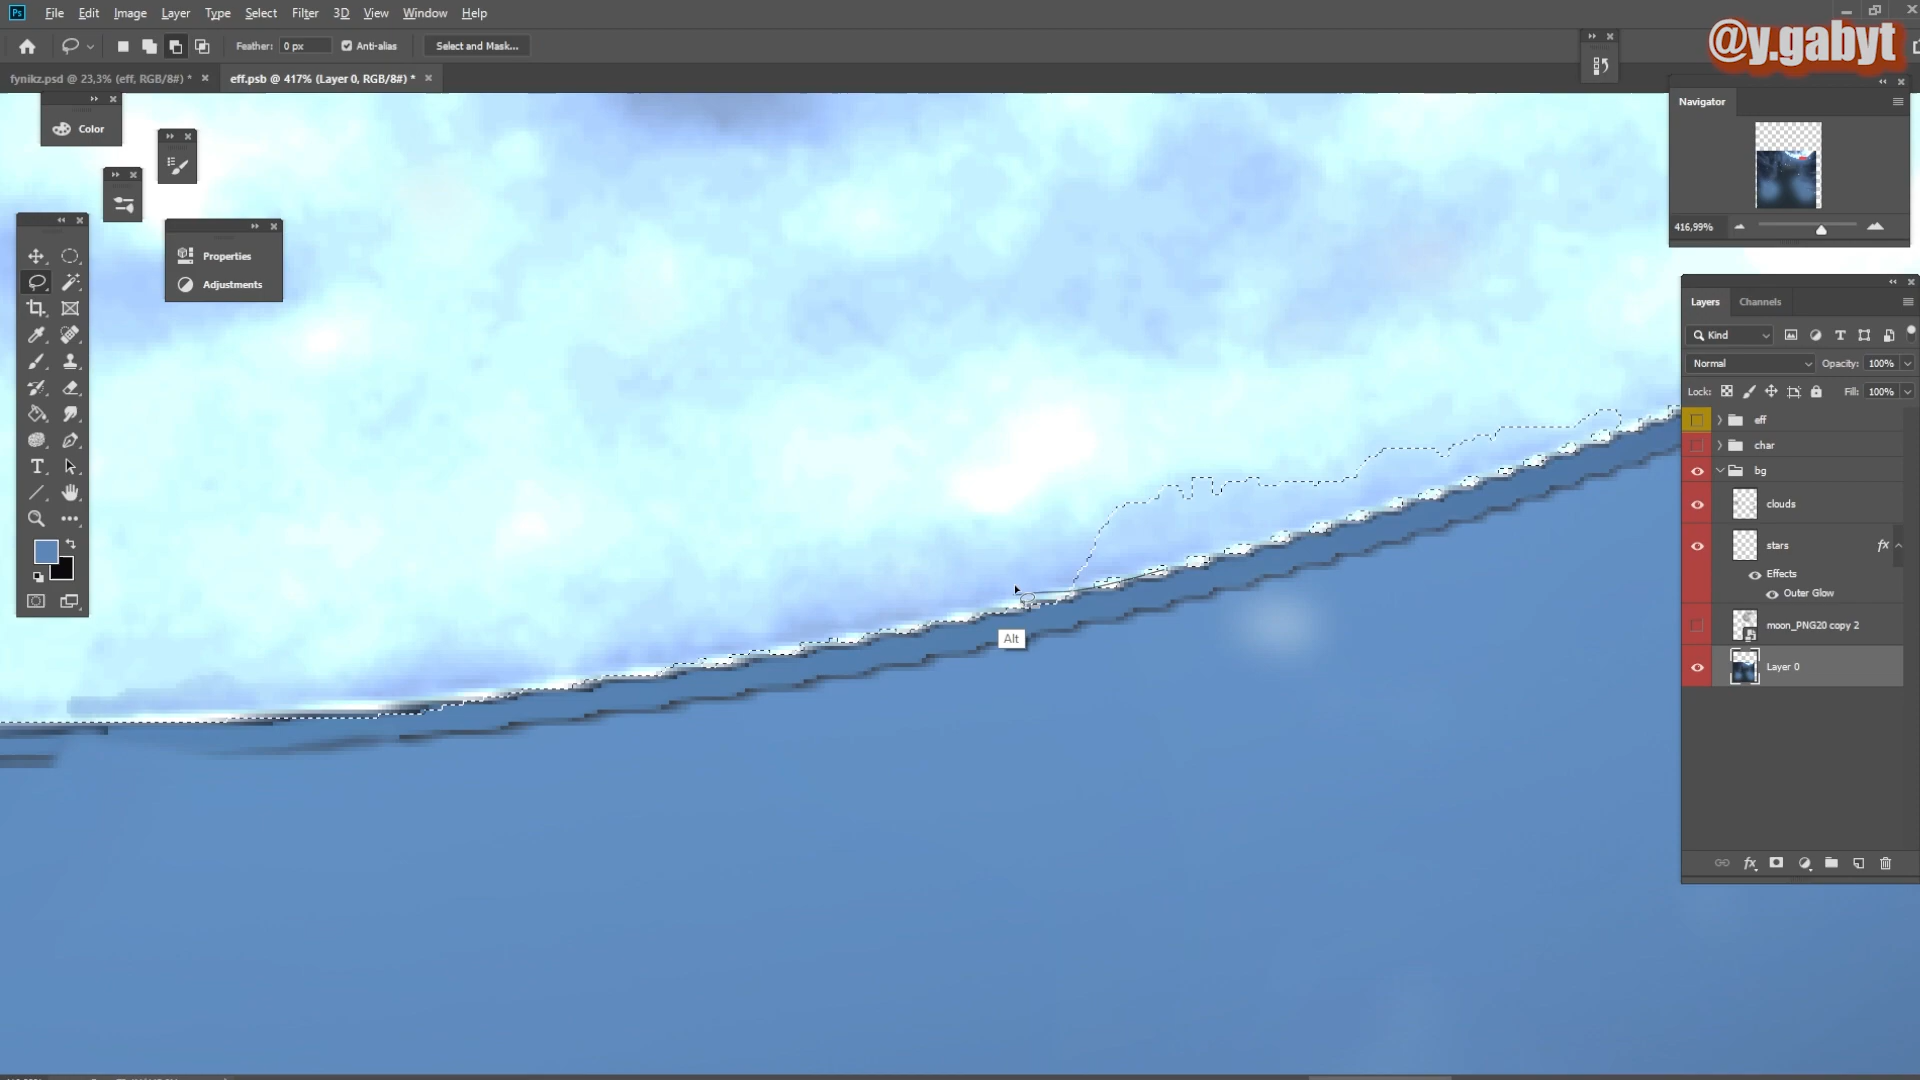 Ps File Edit Image Layer Type Select Filter 3D View Window Help
Feather: 0 px Anti-alias Select and Mask...
@y.gabyt
fynikz.psd @ 23,3% (eff, RGB/8#) * eff.psb @ 417% (Layer 0, RGB/8#) *
Color
Properties
Adjustments
Alt
Navigator
416,99%
Layers Channels
Kind
Normal Opacity: 100%
Lock: Fill: 100%
eff
char
bg
clouds
stars fx
Effects
Outer Glow
moon_PNG20 copy 2
Layer 0
fx